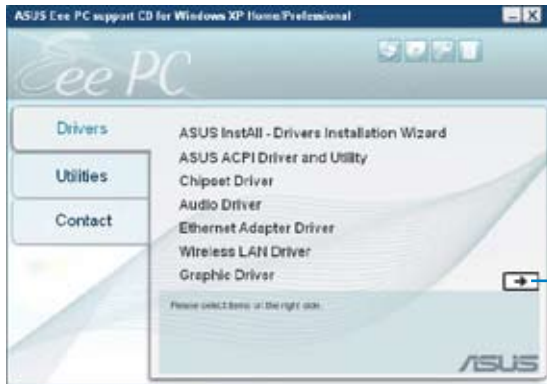 ASUS Eee PC support CD for Windows XP Home/Professional
Eee PC
Drivers
Utilities
Contact
ASUS InstAll - Drivers Installation Wizard
ASUS ACPI Driver and Utility
Chipset Driver
Audio Driver
Ethernet Adapter Driver
Wireless LAN Driver
Graphic Driver
Please select items on the right side.
ASUS